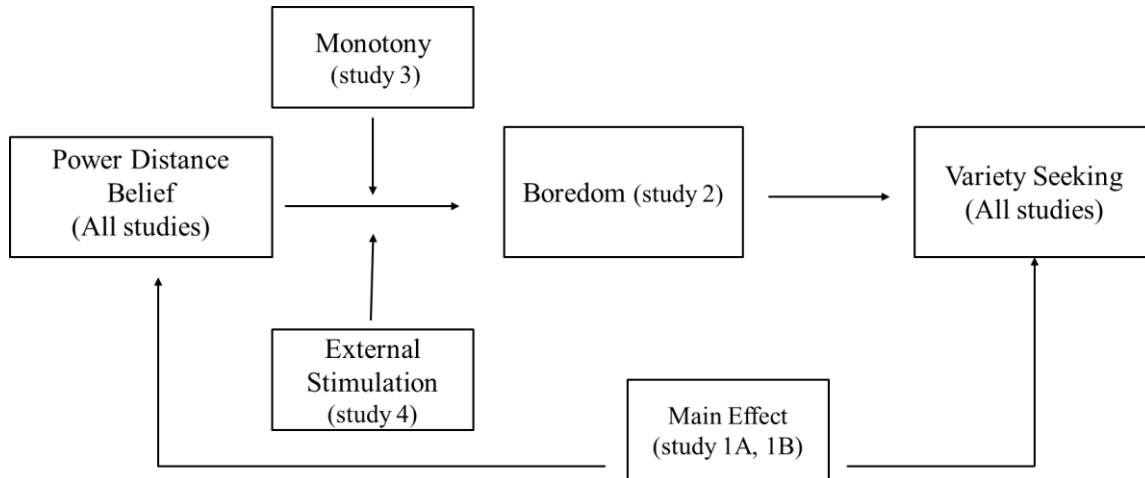 Monotony
(study 3)
Power Distance
Belief
(All studies)
Boredom (study 2)
Variety Seeking
(All studies)
External
Stimulation
(study 4)
Main Effect
(study 1A, 1B)